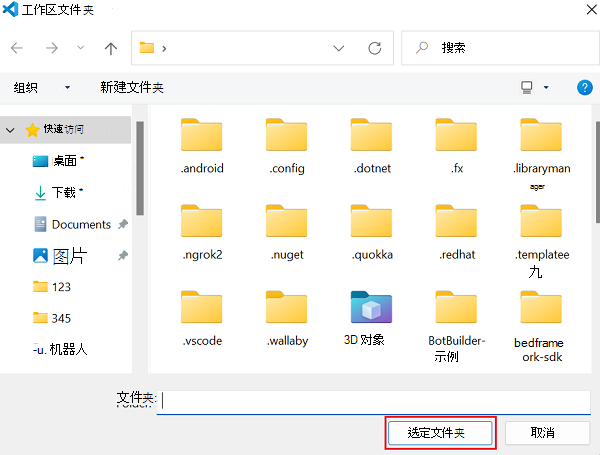 工作区文件夹
搜索
组织
新建文件夹
快速访问
桌面
下载
Documents
图片
123
345
-u. 机器人
.android
.config
.dotnet
.fx
.libraryman
ager
.ngrok2
.nuget
.quokka
.redhat
.templatee
九
.vscode
.wallaby
3D 对象
BotBuilder-
示例
bedframe
ork-sdk
文件夹:
选定文件夹
取消